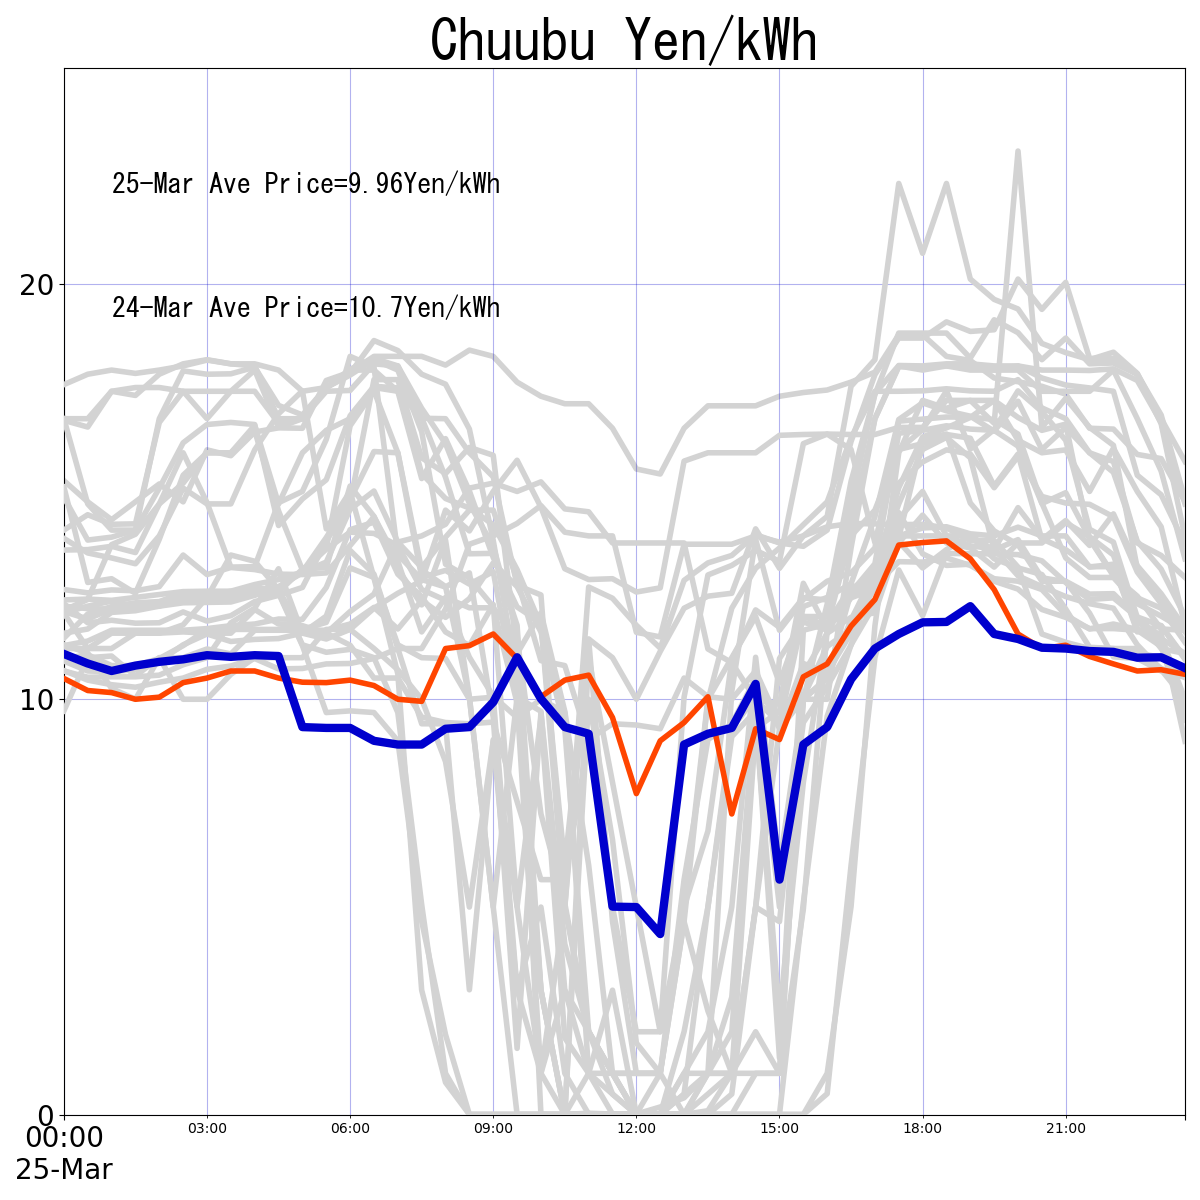 Chuubu Yen/kWh
25-Mar Ave Price=9.96Yen/kWh
20
24-Mar Ave Price=10.7Yen/kWh
10
0
00:00 03:00 06:00 09:00 12:00 15:00 18:00 21:00
25-Mar